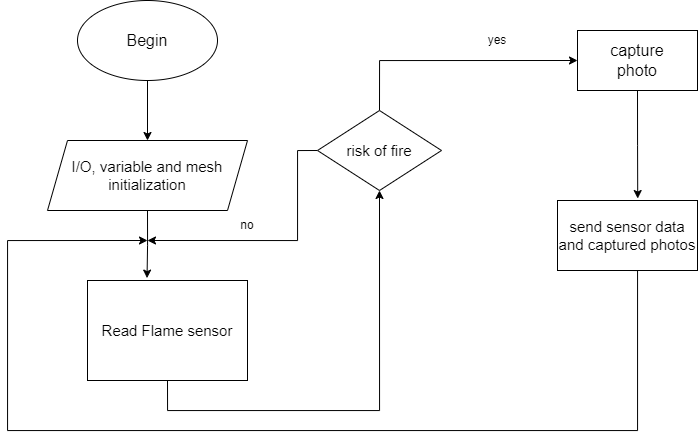 Begin
I/O, variable and mesh
initialization
no
Read Flame sensor
risk of fire
yes
capture
photo
send sensor data
and captured photos